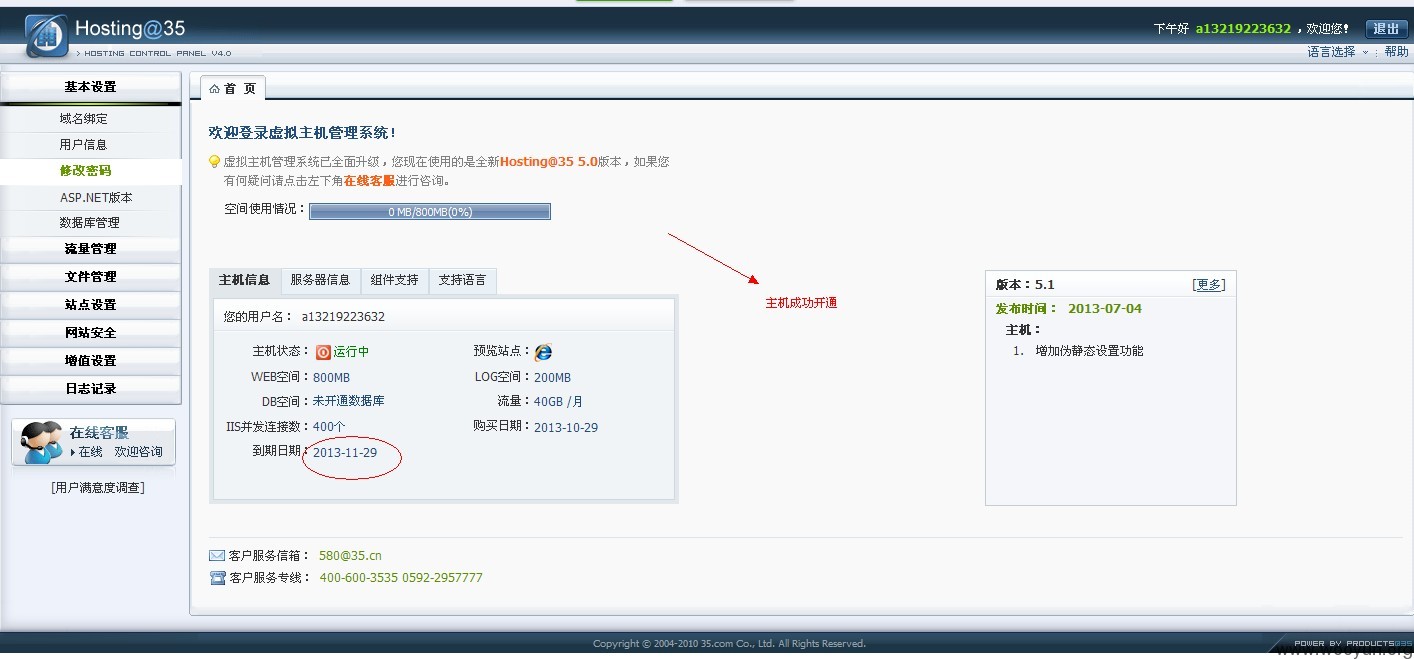 Hosting@35
下午好 a13219223632 ，欢迎您!
退出
> HOSTING CONTROL PANEL V4.0
语言选择
帮助
基本设置
域名绑定
用户信息
修改密码
ASP.NET版本
数据库管理
流量管理
文件管理
站点设置
网站安全
增值设置
日志记录
在线客服
在线 欢迎咨询
[用户满意度调查]
首 页
欢迎登录虚拟主机管理系统!
虚拟主机管理系统已全面升级，您现在使用的是全新Hosting@35 5.0版本，如果您
有何疑问请点击左下角在线客服进行咨询。
空间使用情况：
0 MB/800MB(0%)
主机成功开通
主机信息
服务器信息
组件支持
支持语言
您的用户名： a13219223632
主机状态： 运行中
预览站点：
WEB空间： 800MB
LOG空间： 200MB
DB空间： 未开通数据库
流量： 40GB /月
IIS并发连接数： 400个
购买日期： 2013-10-29
到期日期： 2013-11-29
版本：5.1
[更多]
发布时间： 2013-07-04
主机：
1. 增加伪静态设置功能
客户服务信箱： 580@35.cn
客户服务专线： 400-600-3535 0592-2957777
Copyright © 2004-2010 35.com Co., Ltd. All Rights Reserved.
POWER BY PRODUCTS@35